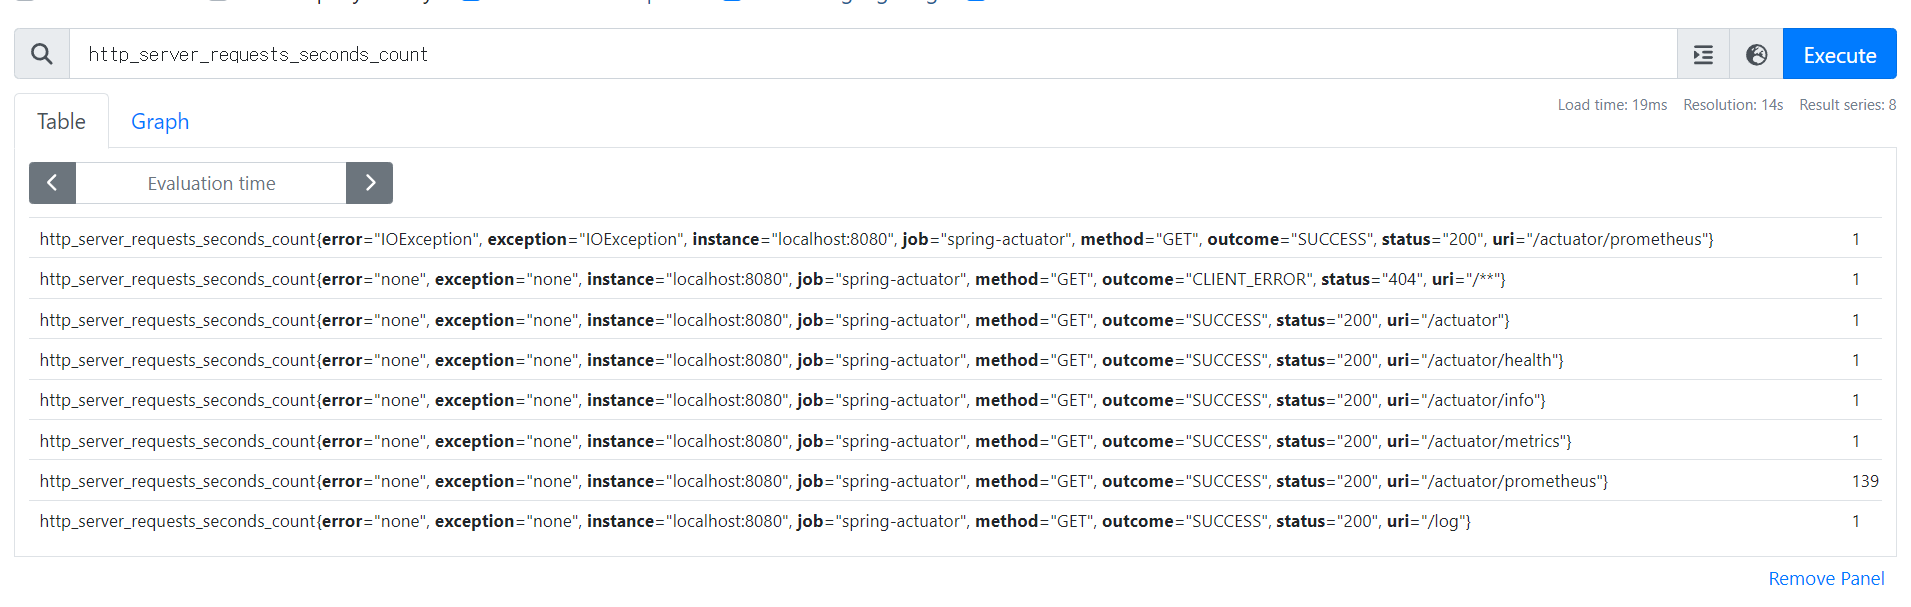 http_server_requests_seconds_count
Execute
Table
Graph
Load time: 19ms Resolution: 14s Result series: 8
Evaluation time
http_server_requests_seconds_count{error="IOException", exception="IOException", instance="localhost:8080", job="spring-actuator", method="GET", outcome="SUCCESS", status="200", uri="/actuator/prometheus"} 1
http_server_requests_seconds_count{error="none", exception="none", instance="localhost:8080", job="spring-actuator", method="GET", outcome="CLIENT_ERROR", status="404", uri="/**"} 1
http_server_requests_seconds_count{error="none", exception="none", instance="localhost:8080", job="spring-actuator", method="GET", outcome="SUCCESS", status="200", uri="/actuator"} 1
http_server_requests_seconds_count{error="none", exception="none", instance="localhost:8080", job="spring-actuator", method="GET", outcome="SUCCESS", status="200", uri="/actuator/health"} 1
http_server_requests_seconds_count{error="none", exception="none", instance="localhost:8080", job="spring-actuator", method="GET", outcome="SUCCESS", status="200", uri="/actuator/info"} 1
http_server_requests_seconds_count{error="none", exception="none", instance="localhost:8080", job="spring-actuator", method="GET", outcome="SUCCESS", status="200", uri="/actuator/metrics"} 1
http_server_requests_seconds_count{error="none", exception="none", instance="localhost:8080", job="spring-actuator", method="GET", outcome="SUCCESS", status="200", uri="/actuator/prometheus"} 139
http_server_requests_seconds_count{error="none", exception="none", instance="localhost:8080", job="spring-actuator", method="GET", outcome="SUCCESS", status="200", uri="/log"} 1
Remove Panel